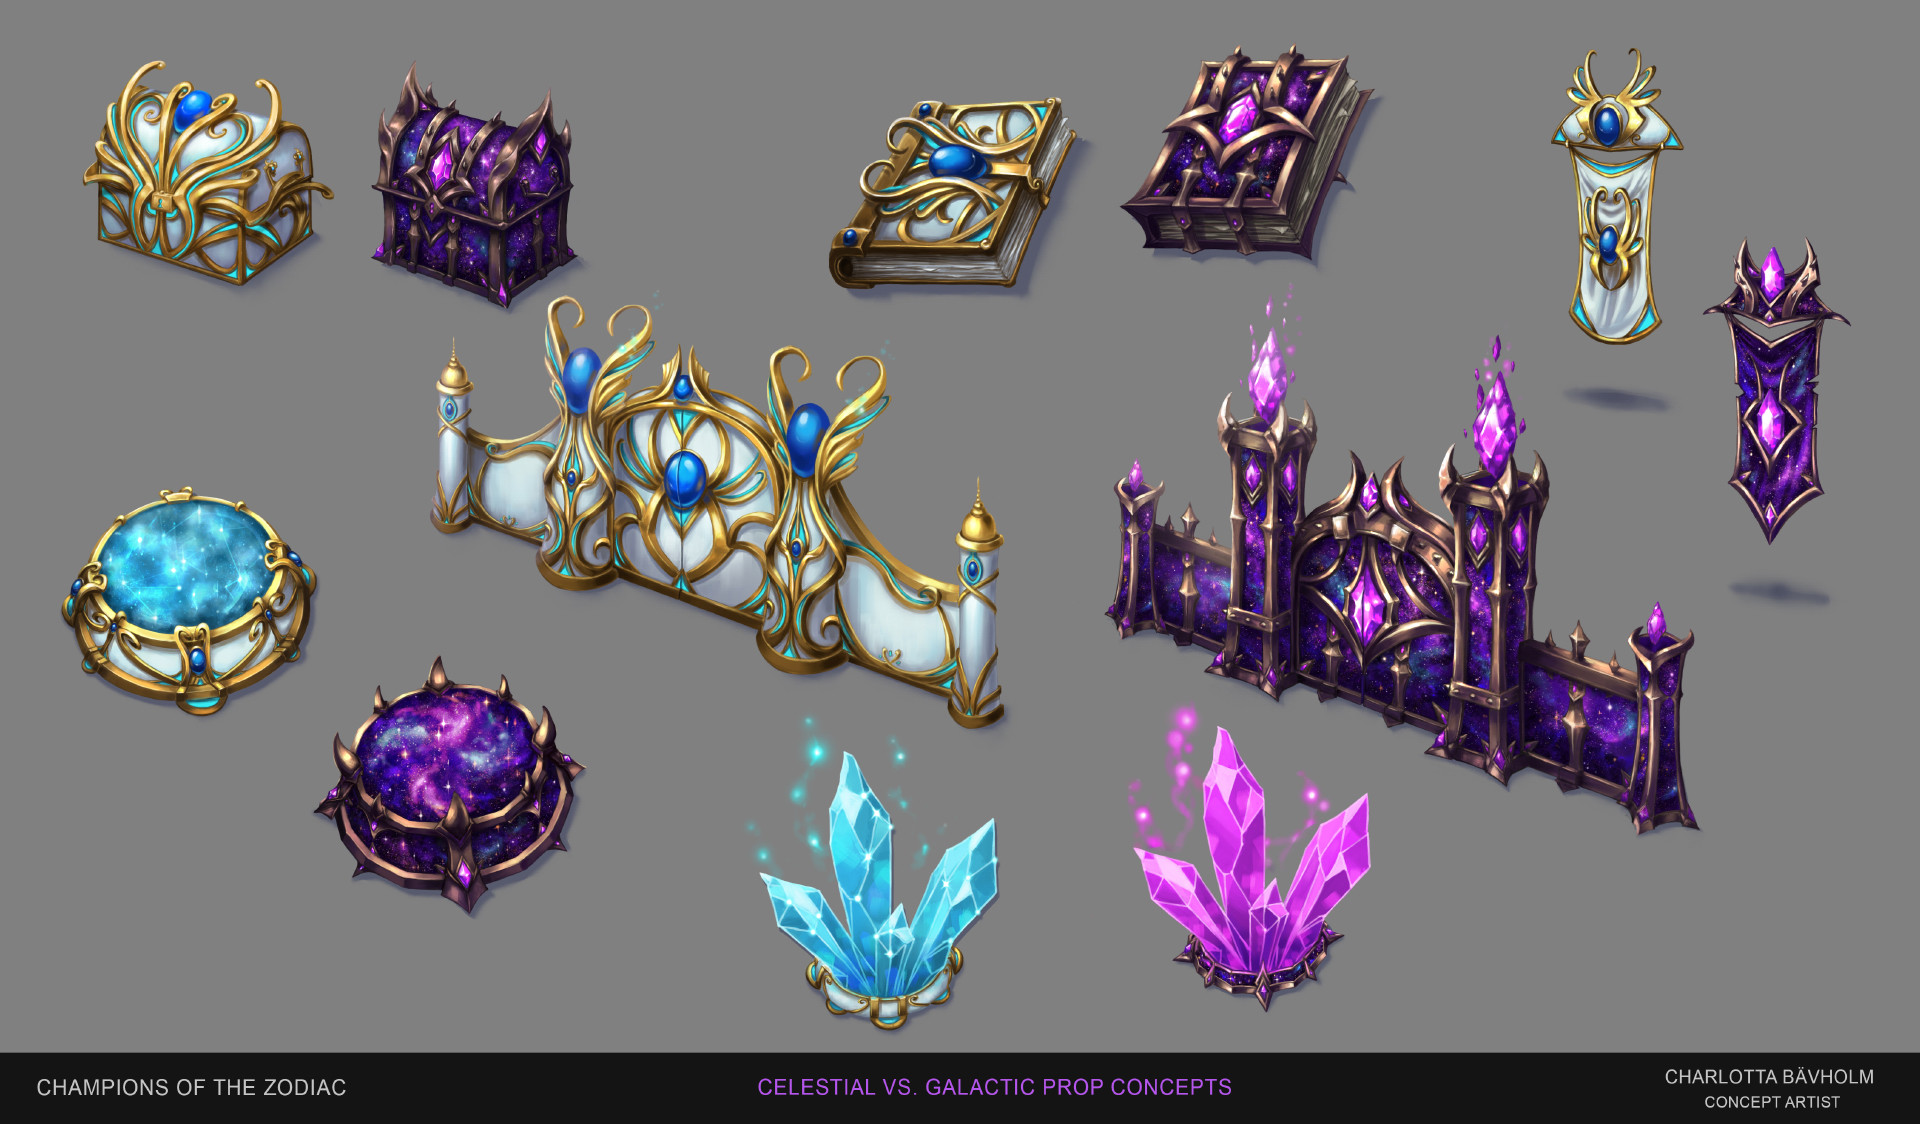 CHAMPIONS OF THE ZODIAC
CELESTIAL VS. GALACTIC PROP CONCEPTS
CHARLOTTA BÄVHOLM
CONCEPT ARTIST